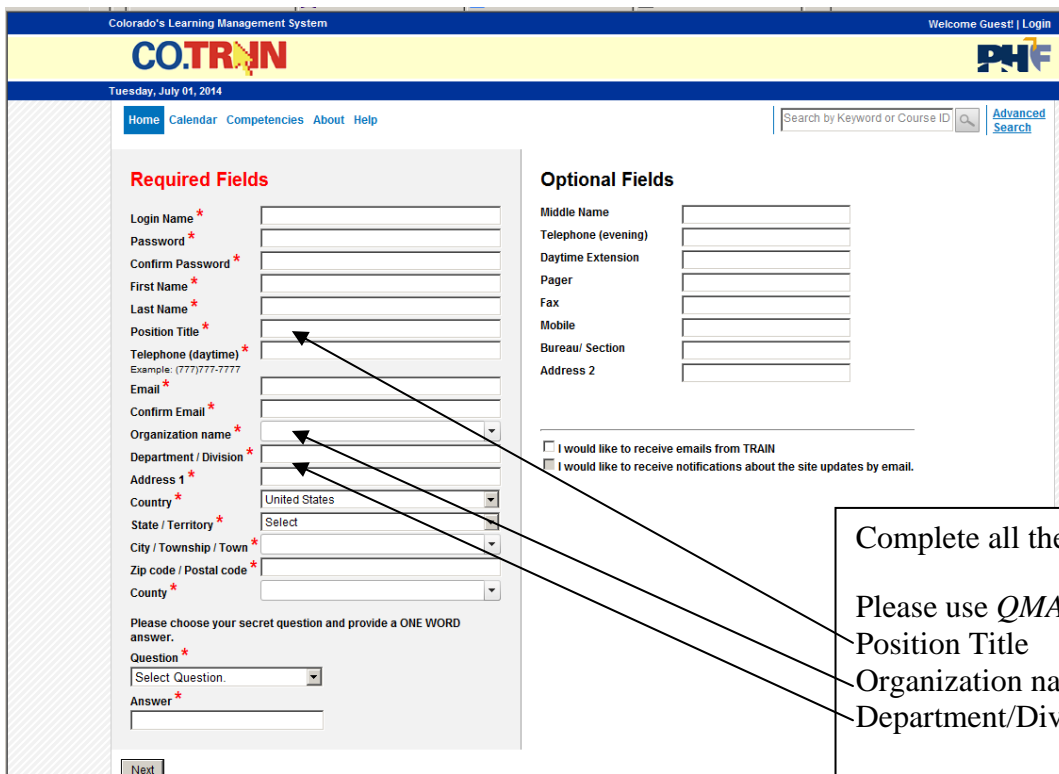 Colorado's Learning Management System
Welcome Guest! | Login
CO.TRAIN
PHF
Tuesday, July 01, 2014
Home Calendar Competencies About Help
Search by Keyword or Course ID
Advanced
Search
Required Fields
Login Name *
Password *
Confirm Password *
First Name *
Last Name *
Position Title *
Telephone (daytime) *
Example: (777)777-7777
Email *
Confirm Email *
Organization name *
Department / Division *
Address 1 *
Country * United States
State / Territory * Select
City / Township / Town *
Zip code / Postal code *
County *
Please choose your secret question and provide a ONE WORD
answer.
Question *
Select Question.
Answer *
Next
Optional Fields
Middle Name
Telephone (evening)
Daytime Extension
Pager
Fax
Mobile
Bureau/ Section
Address 2
I would like to receive emails from TRAIN
I would like to receive notifications about the site updates by email.
Complete all the
Please use QMA
Position Title
Organization na
Department/Div